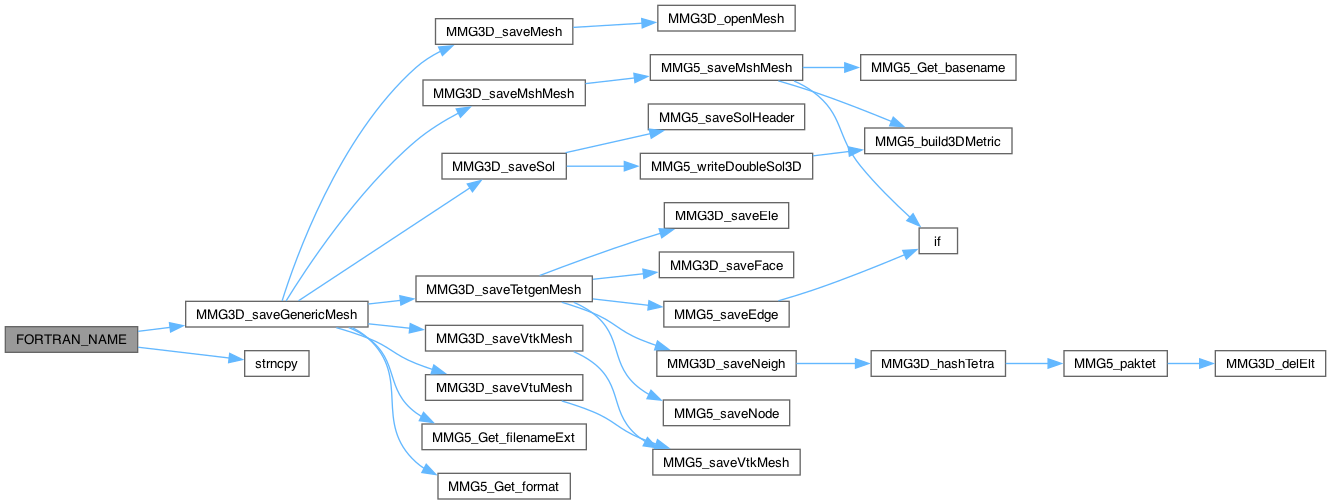 FORTRAN_NAME
MMG3D_saveGenericMesh
strncpy
MMG3D_saveMesh
MMG3D_saveMshMesh
MMG3D_saveSol
MMG3D_saveTetgenMesh
MMG3D_saveVtkMesh
MMG3D_saveVtuMesh
MMG5_Get_filenameExt
MMG5_Get_format
MMG3D_openMesh
MMG5_saveMshMesh
MMG5_saveSolHeader
MMG5_writeDoubleSol3D
MMG3D_saveEle
MMG3D_saveFace
MMG5_saveEdge
MMG3D_saveNeigh
MMG5_saveNode
MMG5_saveVtkMesh
MMG5_Get_basename
MMG5_build3DMetric
if
MMG3D_hashTetra
MMG5_paktet
MMG3D_delElt